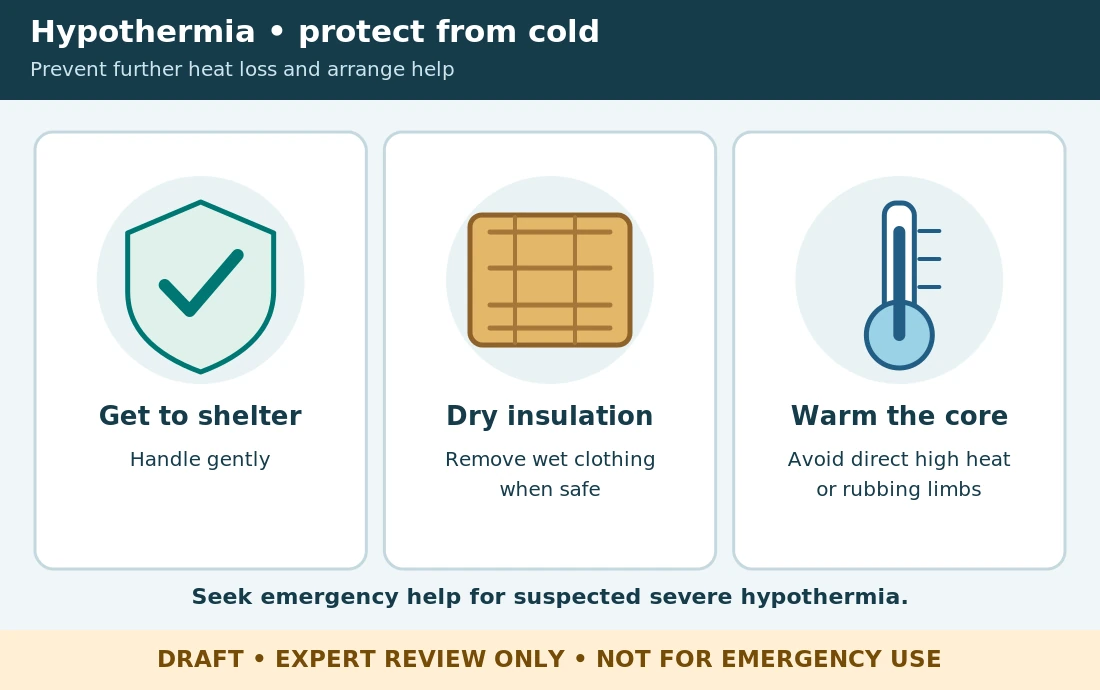 Hypothermia • protect from cold
Prevent further heat loss and arrange help
Get to shelter
Handle gently
Dry insulation
Remove wet clothing
when safe
Warm the core
Avoid direct high heat
or rubbing limbs
Seek emergency help for suspected severe hypothermia.
DRAFT • EXPERT REVIEW ONLY • NOT FOR EMERGENCY USE